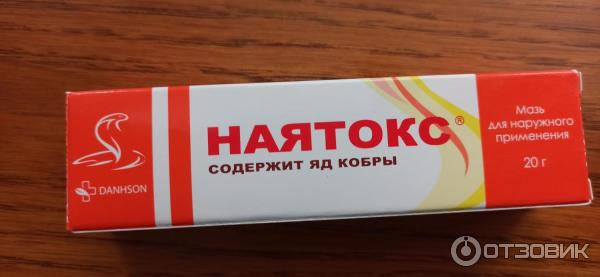 НАЯТОКС®
СОДЕРЖИТ ЯД КОБРЫ
DANHSON
Мазь
для наружного
применения
20 г
ОТЗОВИК